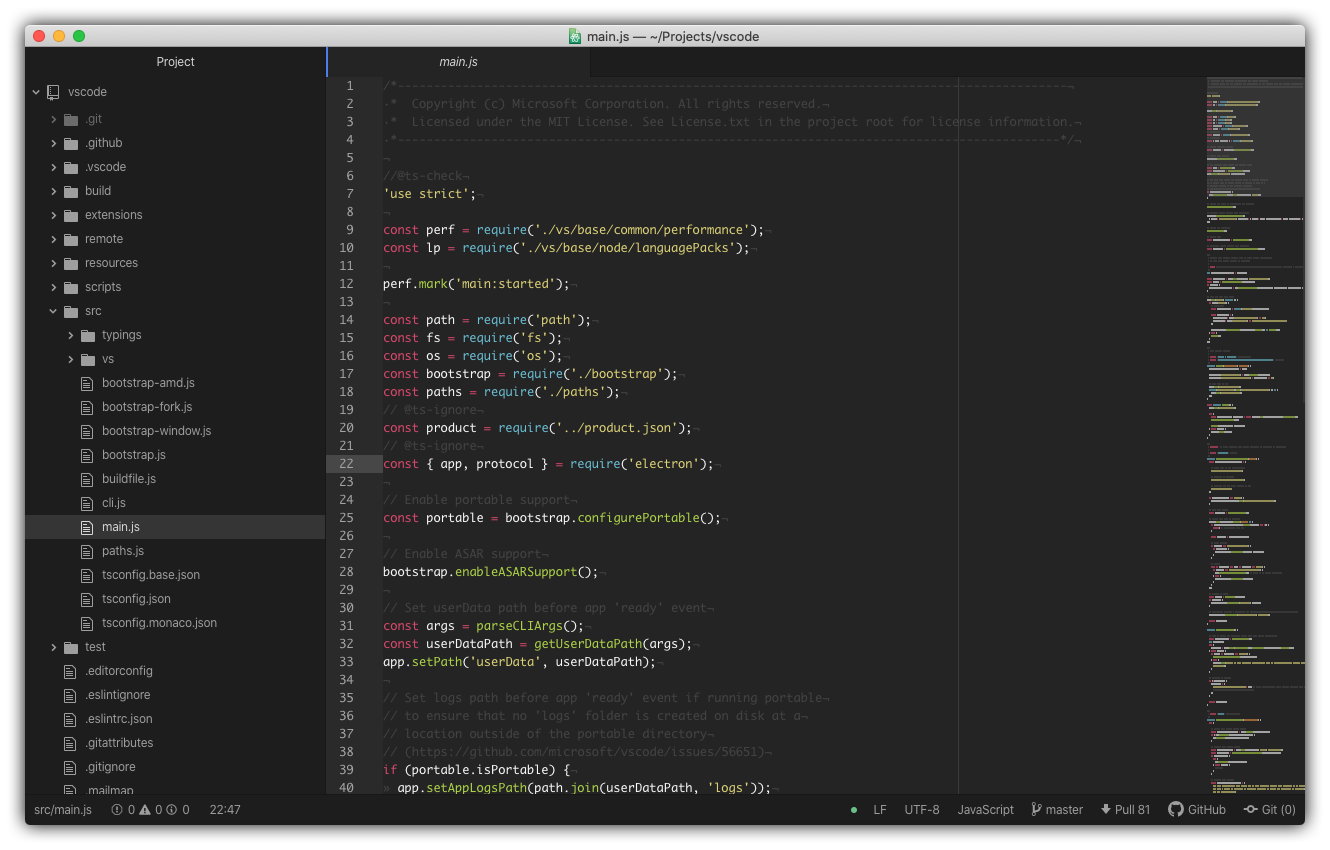 main.js — ~/Projects/vscode
Project
vscode
.git
.github
.vscode
build
extensions
remote
resources
scripts
src
typings
vs
bootstrap-amd.js
bootstrap-fork.js
bootstrap-window.js
bootstrap.js
buildfile.js
cli.js
main.js
paths.js
tsconfig.base.json
tsconfig.json
tsconfig.monaco.json
test
.editorconfig
.eslintignore
.eslintrc.json
.gitattributes
.gitignore
.mailmap
main.js
1 /*---------------------------------------------------------------------------------------------¬
2 ·*  Copyright (c) Microsoft Corporation. All rights reserved.¬
3 ·*  Licensed under the MIT License. See License.txt in the project root for license information.¬
4 ·*--------------------------------------------------------------------------------------------*/¬
5 ¬
6 //@ts-check¬
7 'use strict';¬
8 ¬
9 const perf = require('./vs/base/common/performance');¬
10 const lp = require('./vs/base/node/languagePacks');¬
11 ¬
12 perf.mark('main:started');¬
13 ¬
14 const path = require('path');¬
15 const fs = require('fs');¬
16 const os = require('os');¬
17 const bootstrap = require('./bootstrap');¬
18 const paths = require('./paths');¬
19 // @ts-ignore¬
20 const product = require('../product.json');¬
21 // @ts-ignore¬
22 const { app, protocol } = require('electron');¬
23 ¬
24 // Enable portable support¬
25 const portable = bootstrap.configurePortable();¬
26 ¬
27 // Enable ASAR support¬
28 bootstrap.enableASARSupport();¬
29 ¬
30 // Set userData path before app 'ready' event¬
31 const args = parseCLIArgs();¬
32 const userDataPath = getUserDataPath(args);¬
33 app.setPath('userData', userDataPath);¬
34 ¬
35 // Set logs path before app 'ready' event if running portable¬
36 // to ensure that no 'logs' folder is created on disk at a¬
37 // location outside of the portable directory¬
38 // (https://github.com/microsoft/vscode/issues/56651)¬
39 if (portable.isPortable) {¬
40 » app.setAppLogsPath(path.join(userDataPath, 'logs'));¬
src/main.js 0 0 0 22:47 LF UTF-8 JavaScript master Pull 81 GitHub Git (0)